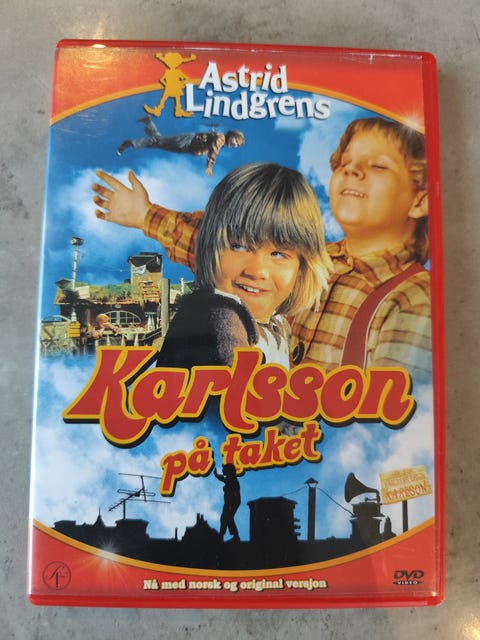 Astrid
Lindgrens
Karlsson
på taket
KARLSSON
Nå med norsk og original versjon
DVD
VIDEO